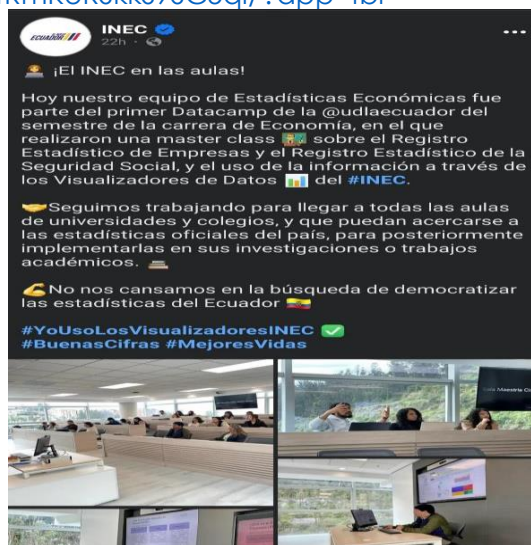 ECUADOR
INEC
22h
¡El INEC en las aulas!
Hoy nuestro equipo de Estadísticas Económicas fue
parte del primer Datacamp de la @udlaecuador del
semestre de la carrera de Economía, en el que
realizaron una master class 👩‍🏫 sobre el Registro
Estadístico de Empresas y el Registro Estadístico de la
Seguridad Social, y el uso de la información a través de
los Visualizadores de Datos 📊 del #INEC.
🤝Seguimos trabajando para llegar a todas las aulas
de universidades y colegios, y que puedan acercarse a
las estadísticas oficiales del país, para posteriormente
implementarlas en sus investigaciones o trabajos
académicos.
💪No nos cansamos en la búsqueda de democratizar
las estadísticas del Ecuador 🇪🇨
#YoUsoLosVisualizadoresINEC ✅
#BuenasCifras #MejoresVidas